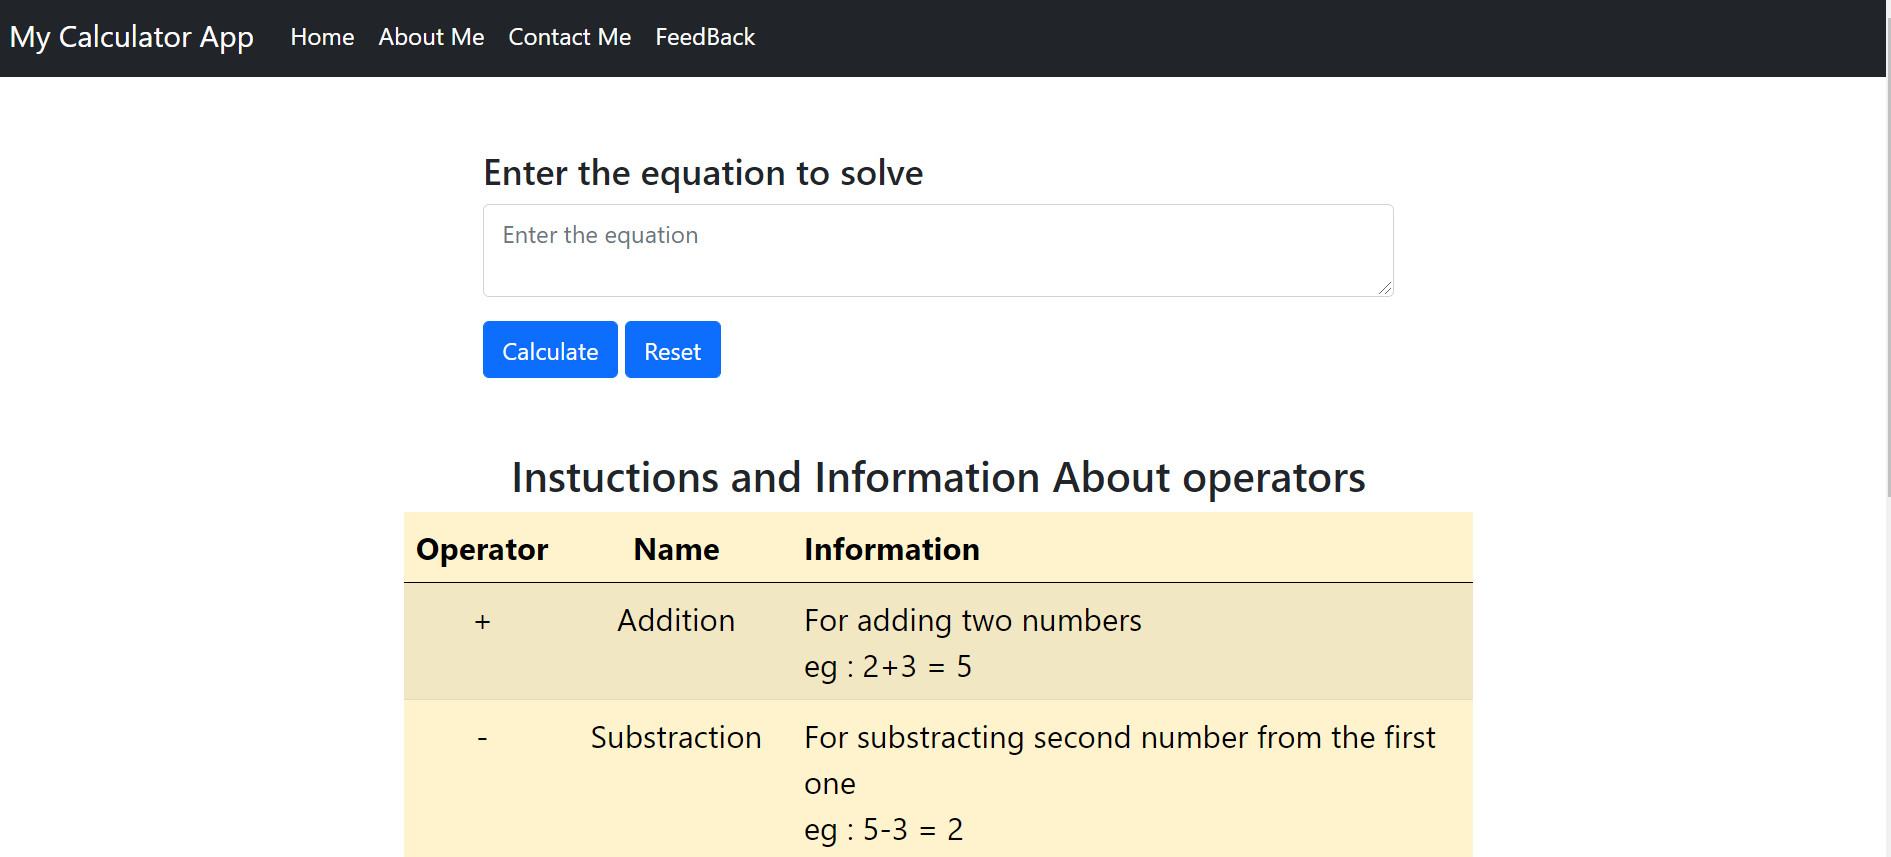 My Calculator App Home About Me Contact Me FeedBack
Enter the equation to solve
Enter the equation
Calculate Reset
Instuctions and Information About operators
Operator Name Information
+ Addition For adding two numbers
eg : 2+3 = 5
- Substraction For substracting second number from the first
one
eg : 5-3 = 2